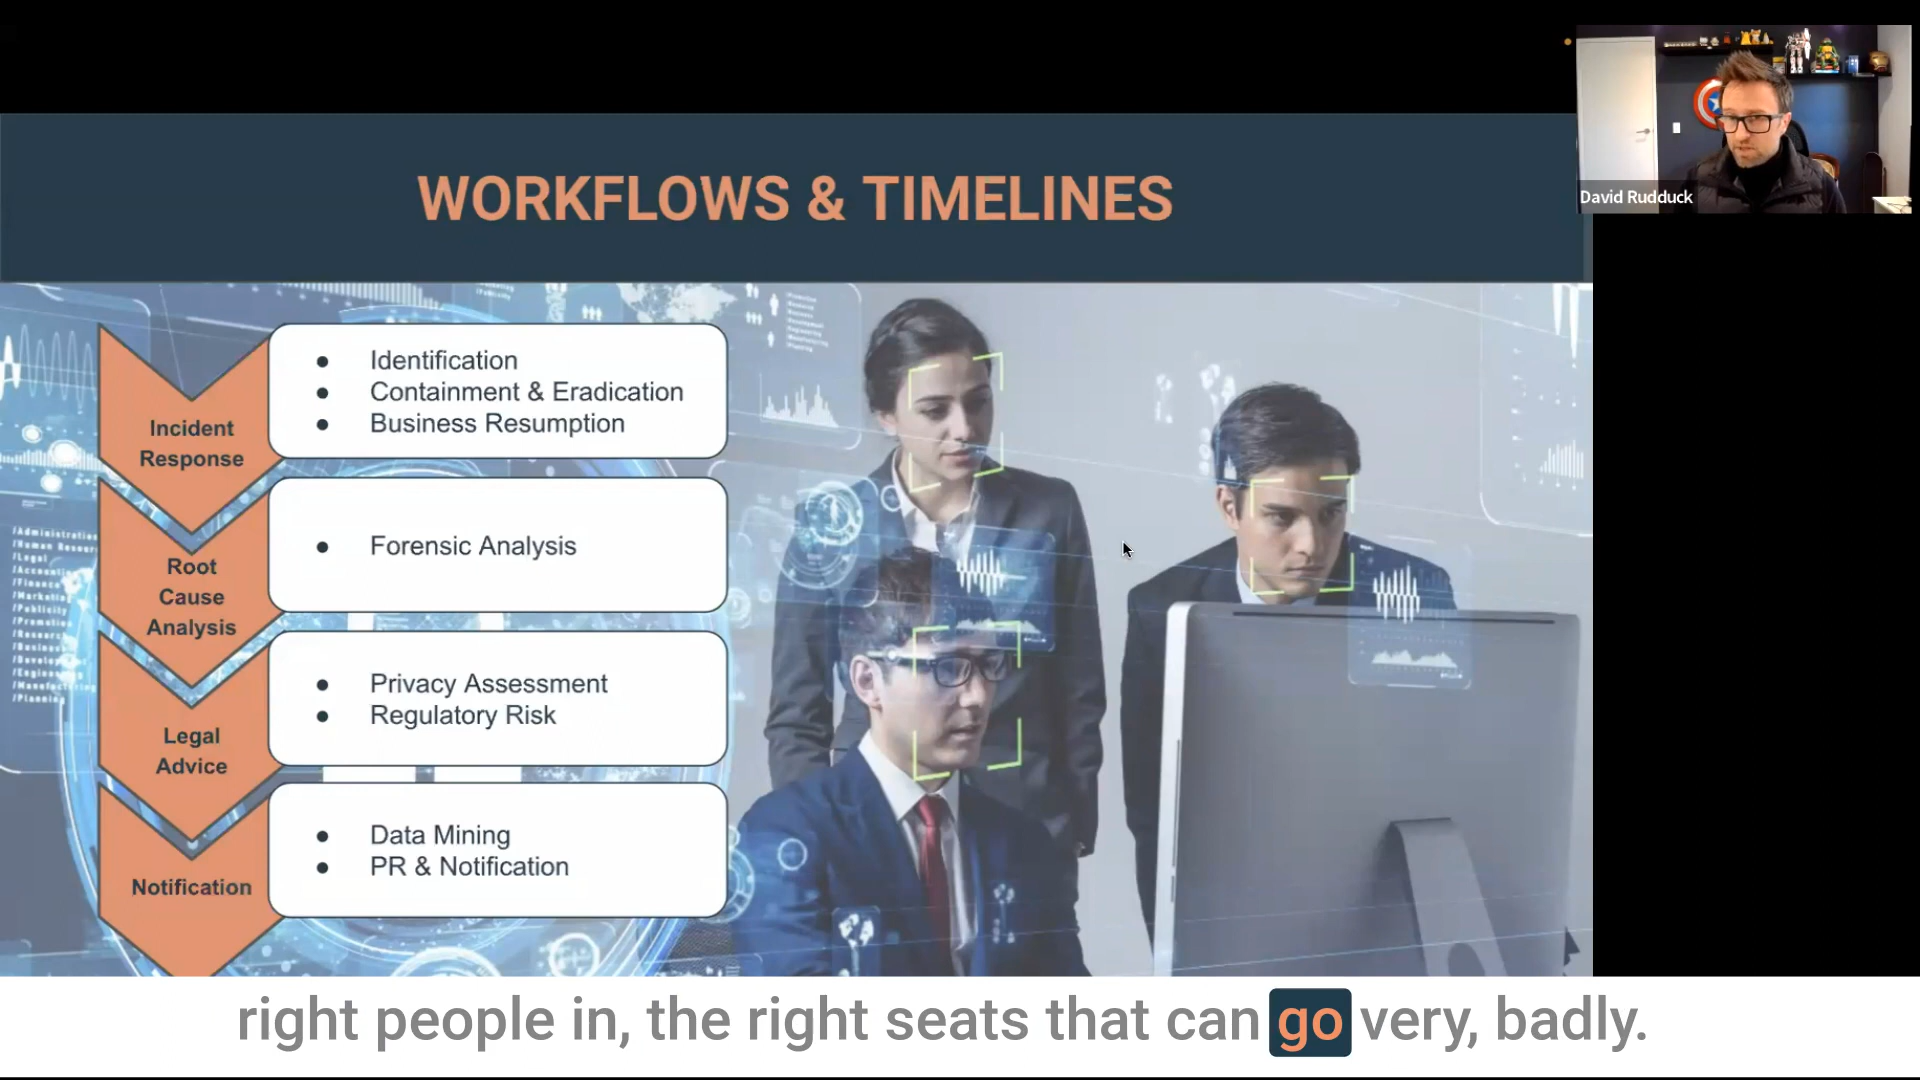 David Rudduck
WORKFLOWS & TIMELINES
Incident
Response
● Identification
● Containment & Eradication
● Business Resumption
Root
Cause
Analysis
● Forensic Analysis
Legal
Advice
● Privacy Assessment
● Regulatory Risk
Notification
● Data Mining
● PR & Notification
right people in, the right seats that can go very, badly.